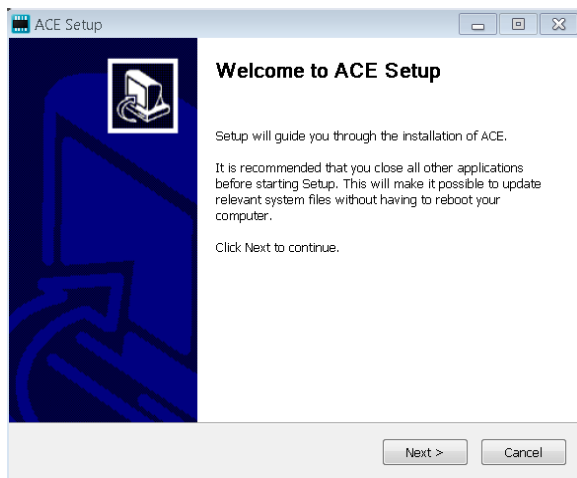 ACE Setup
Welcome to ACE Setup
Setup will guide you through the installation of ACE.
It is recommended that you close all other applications
before starting Setup. This will make it possible to update
relevant system files without having to reboot your
computer.
Click Next to continue.
Next >
Cancel